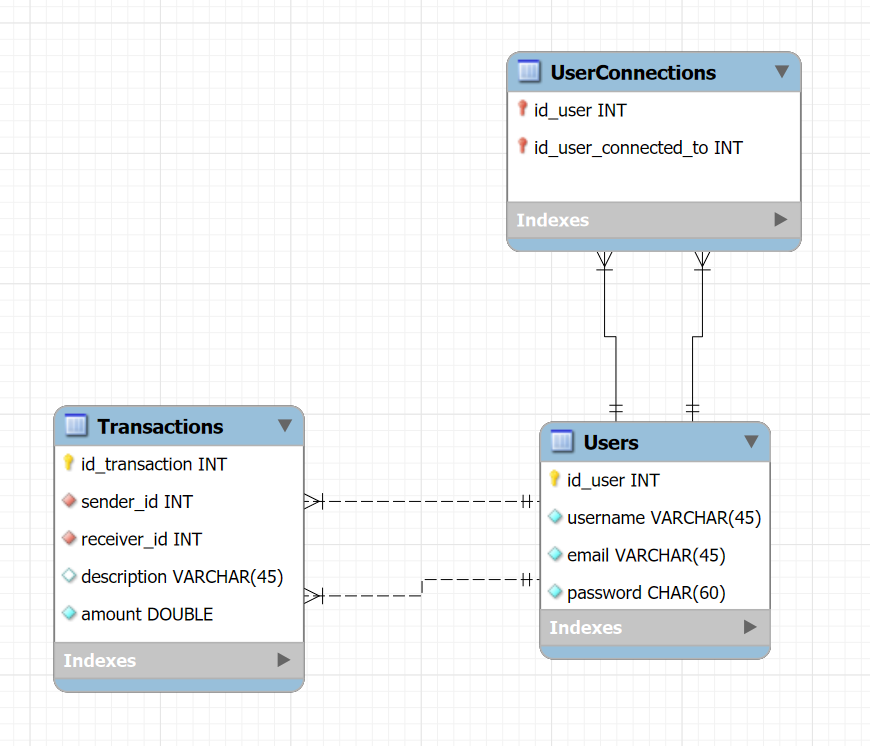 UserConnections
id_user INT
id_user_connected_to INT
Indexes
Transactions
id_transaction INT
sender_id INT
receiver_id INT
description VARCHAR(45)
amount DOUBLE
Indexes
Users
id_user INT
username VARCHAR(45)
email VARCHAR(45)
password CHAR(60)
Indexes